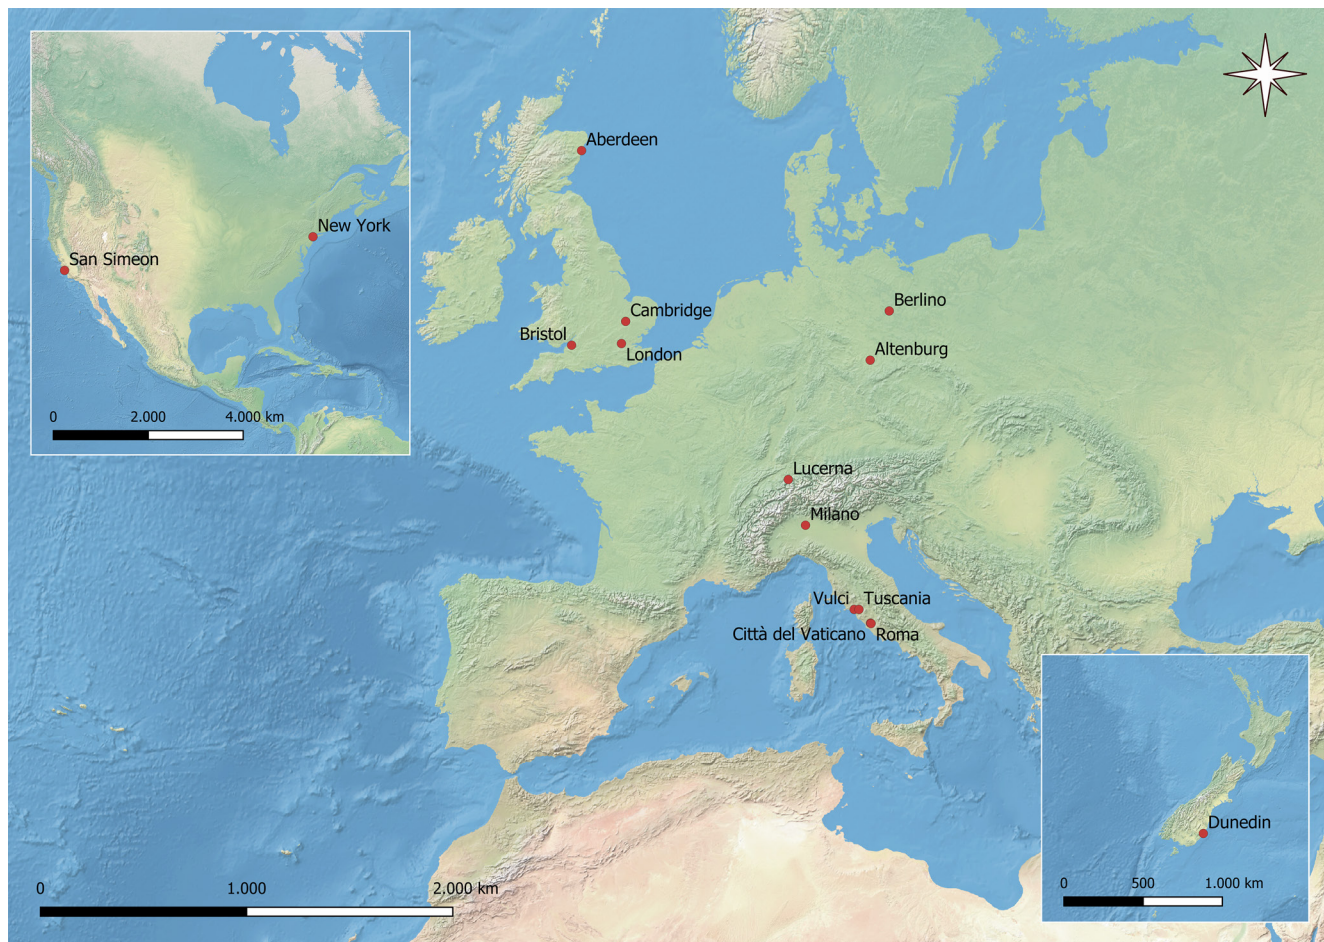 Aberdeen
New York
San Simeon
Berlino
Cambridge
Bristol
London
Altenburg
0 2.000 4.000 km
Lucerna
Milano
Vulci Tuscania
Città del Vaticano Roma
Dunedin
0 500 1.000 km
0 1.000 2.000 km